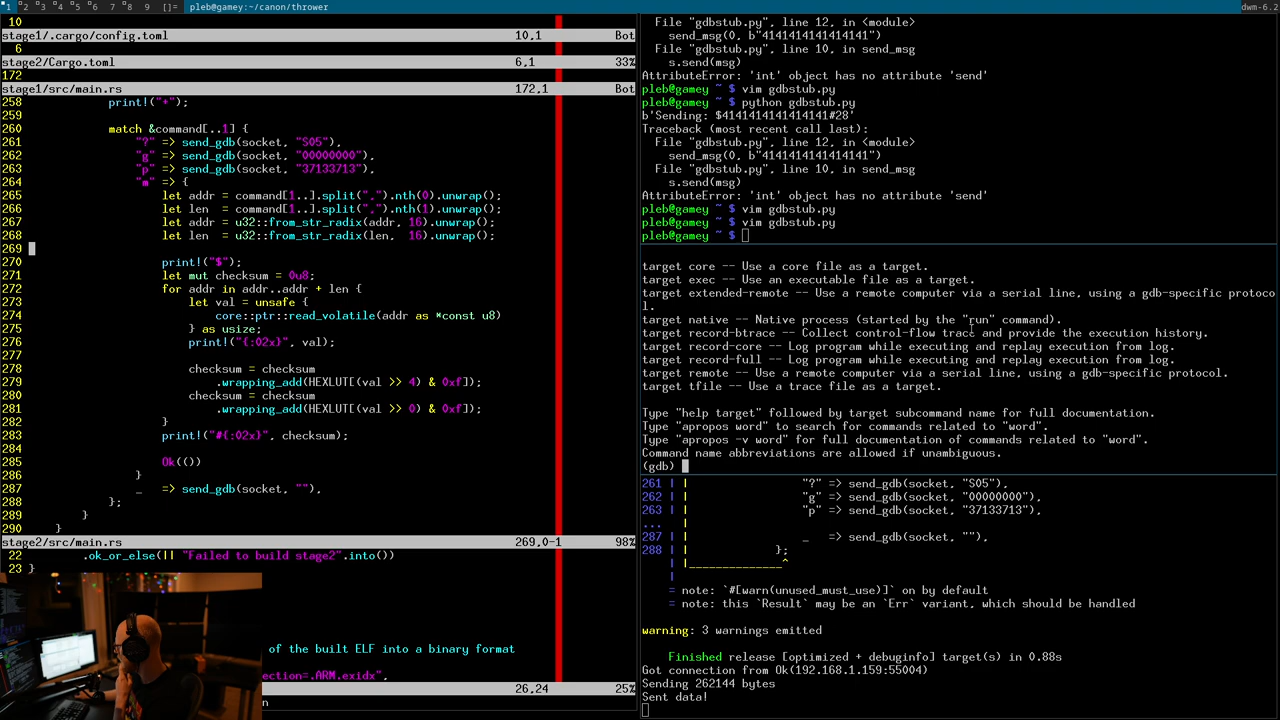 1 2 3 4 5 6 7 8 9 []= pleb@gamey:~/canon/thrower dwm-6.2
10
stage1/.cargo/config.toml 10,1 Bot
6
stage2/Cargo.toml 6,1 33%
172
stage1/src/main.rs 172,1 Bot
258 print!("+");
260 match &command[..1] {
261 "?" => send_gdb(socket, "S05"),
262 "g" => send_gdb(socket, "00000000"),
263 "p" => send_gdb(socket, "37133713"),
264 "m" => {
265 let addr = command[1..].split(",").nth(0).unwrap();
266 let len = command[1..].split(",").nth(1).unwrap();
267 let addr = u32::from_str_radix(addr, 16).unwrap();
268 let len = u32::from_str_radix(len, 16).unwrap();
269
270 print!("$");
271 let mut checksum = 0u8;
272 for addr in addr..addr + len {
273 let val = unsafe {
274 core::ptr::read_volatile(addr as *const u8)
275 } as usize;
276 print!("{:02x}", val);
277
278 checksum = checksum
279 .wrapping_add(HEXLUT[(val >> 4) & 0xf]);
280 checksum = checksum
281 .wrapping_add(HEXLUT[(val >> 0) & 0xf]);
282 }
283 print!("#{:02x}", checksum);
284
285 Ok(())
286 }
287 _ => send_gdb(socket, ""),
288 };
289 }
290 }
stage2/src/main.rs 269,0-1 98%
22 .ok_or_else(|| "Failed to build stage2".into())
23 }
of the built ELF into a binary format
ection=.ARM.exidx",
26,24 25%
n
File "gdbstub.py", line 12, in <module>
send_msg(0, b"4141414141414141")
File "gdbstub.py", line 10, in send_msg
s.send(msg)
AttributeError: 'int' object has no attribute 'send'
pleb@gamey ~ $ vim gdbstub.py
pleb@gamey ~ $ python gdbstub.py
b'Sending: $4141414141414141#28'
Traceback (most recent call last):
File "gdbstub.py", line 12, in <module>
send_msg(0, b"4141414141414141")
File "gdbstub.py", line 10, in send_msg
s.send(msg)
AttributeError: 'int' object has no attribute 'send'
pleb@gamey ~ $ vim gdbstub.py
pleb@gamey ~ $ vim gdbstub.py
pleb@gamey ~ $
target core -- Use a core file as a target.
target exec -- Use an executable file as a target.
target extended-remote -- Use a remote computer via a serial line, using a gdb-specific protoco
l.
target native -- Native process (started by the "run" command).
target record-btrace -- Collect control-flow trace and provide the execution history.
target record-core -- Log program while executing and replay execution from log.
target record-full -- Log program while executing and replay execution from log.
target remote -- Use a remote computer via a serial line, using a gdb-specific protocol.
target tfile -- Use a trace file as a target.
Type "help target" followed by target subcommand name for full documentation.
Type "apropos word" to search for commands related to "word".
Type "apropos -v word" for full documentation of commands related to "word".
Command name abbreviations are allowed if unambiguous.
(gdb)
261 | | "?" => send_gdb(socket, "S05"),
262 | | "g" => send_gdb(socket, "00000000"),
263 | | "p" => send_gdb(socket, "37133713"),
... |
287 | | _ => send_gdb(socket, ""),
288 | | };
| |______________^
|
= note: `#[warn(unused_must_use)]` on by default
= note: this `Result` may be an `Err` variant, which should be handled
warning: 3 warnings emitted
Finished release [optimized + debuginfo] target(s) in 0.88s
Got connection from Ok(192.168.1.159:55004)
Sending 262144 bytes
Sent data!